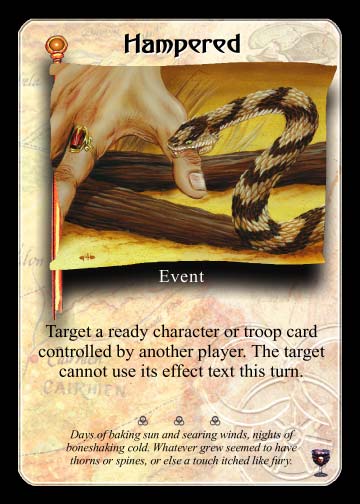 Hampered
Event
Target a ready character or troop card
controlled by another player. The target
cannot use its effect text this turn.
Cairhien
CAIRHIEN
Days of baking sun and searing winds, nights of
boneshaking cold. Whatever grew seemed to have
thorns or spines, or else a touch itched like fury.